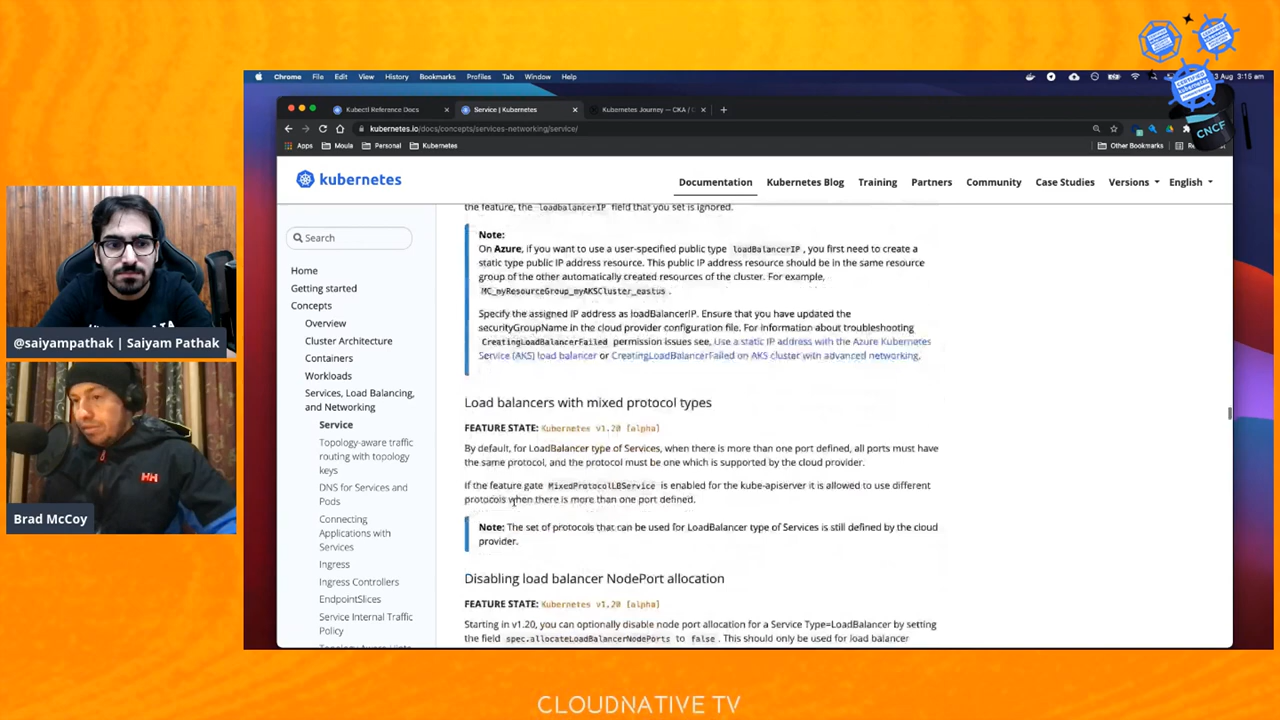 Chrome File Edit View History Bookmarks Profiles Tab Window Help
3 Aug 3:15 am
Kubectl Reference Docs
Service | Kubernetes
Kubernetes Journey — CKA / C
kubernetes.io/docs/concepts/services-networking/service/
Apps Moula Personal Kubernetes
Other Bookmarks
CNCF
kubernetes
Documentation Kubernetes Blog Training Partners Community Case Studies Versions English
Search
Home
Getting started
Concepts
Overview
Cluster Architecture
Containers
Workloads
Services, Load Balancing,
and Networking
Service
Topology-aware traffic
routing with topology
keys
DNS for Services and
Pods
Connecting
Applications with
Services
Ingress
Ingress Controllers
EndpointSlices
Service Internal Traffic
Policy
Topology Aware Hints
the feature, the loadbalancerIP field that you set is ignored.
Note:
On Azure, if you want to use a user-specified public type loadBalancerIP , you first need to create a
static type public IP address resource. This public IP address resource should be in the same resource
group of the other automatically created resources of the cluster. For example,
MC_myResourceGroup_myAKSCluster_eastus .
Specify the assigned IP address as loadBalancerIP. Ensure that you have updated the
securityGroupName in the cloud provider configuration file. For information about troubleshooting
CreatingLoadBalancerFailed permission issues see, Use a static IP address with the Azure Kubernetes
Service (AKS) load balancer or CreatingLoadBalancerFailed on AKS cluster with advanced networking.
Load balancers with mixed protocol types
FEATURE STATE: Kubernetes v1.20 [alpha]
By default, for LoadBalancer type of Services, when there is more than one port defined, all ports must have
the same protocol, and the protocol must be one which is supported by the cloud provider.
If the feature gate MixedProtocolLBService is enabled for the kube-apiserver it is allowed to use different
protocols when there is more than one port defined.
Note: The set of protocols that can be used for LoadBalancer type of Services is still defined by the cloud
provider.
Disabling load balancer NodePort allocation
FEATURE STATE: Kubernetes v1.20 [alpha]
Starting in v1.20, you can optionally disable node port allocation for a Service Type=LoadBalancer by setting
the field spec.allocateLoadBalancerNodePorts to false . This should only be used for load balancer
@saiyampathak | Saiyam Pathak
HH
Brad McCoy
CLOUDNATIVE TV